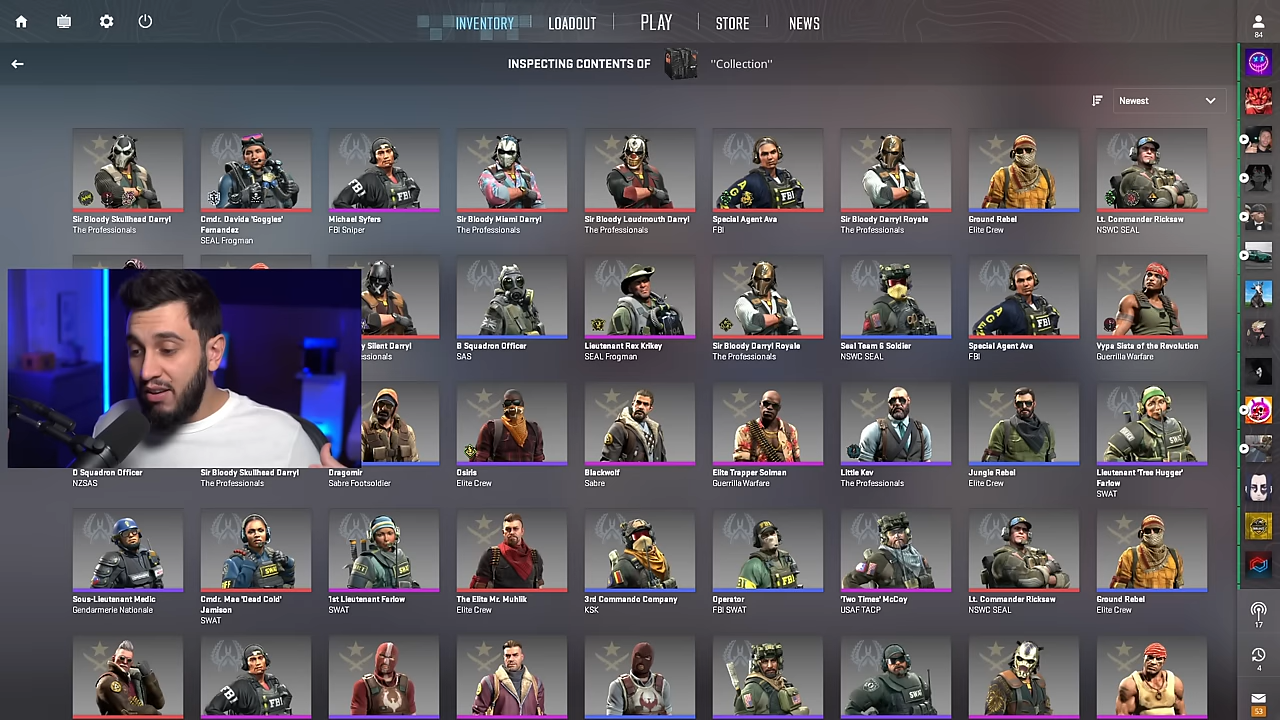 INVENTORY
LOADOUT
PLAY
STORE
NEWS
84
INSPECTING CONTENTS OF
"Collection"
Newest
Sir Bloody Skullhead Darryl
The Professionals
Cmdr. Davida 'Goggles'
Fernandez
SEAL Frogman
Michael Syfers
FBI Sniper
Sir Bloody Miami Darryl
The Professionals
Sir Bloody Loudmouth Darryl
The Professionals
Special Agent Ava
FBI
Sir Bloody Darryl Royale
The Professionals
Ground Rebel
Elite Crew
Lt. Commander Ricksaw
NWSC SEAL
y Silent Darryl
ssionals
B Squadron Officer
SAS
Lieutenant Rex Krikey
SEAL Frogman
Sir Bloody Darryl Royale
The Professionals
Seal Team 6 Soldier
NSWC SEAL
Special Agent Ava
FBI
Vypa Sista of the Revolution
Guerrilla Warfare
D Squadron Officer
NZSAS
Sir Bloody Skullhead Darryl
The Professionals
Dragomir
Sabre Footsoldier
Osiris
Elite Crew
Blackwolf
Sabre
Elite Trapper Solman
Guerrilla Warfare
Little Kev
The Professionals
Jungle Rebel
Elite Crew
Lieutenant 'Tree Hugger'
Farlow
SWAT
Sous-Lieutenant Medic
Gendarmerie Nationale
Cmdr. Mae 'Dead Cold'
Jamison
SWAT
1st Lieutenant Farlow
SWAT
The Elite Mr. Muhlik
Elite Crew
3rd Commando Company
KSK
Operator
FBI SWAT
'Two Times' McCoy
USAF TACP
Lt. Commander Ricksaw
NSWC SEAL
Ground Rebel
Elite Crew
17
4
53